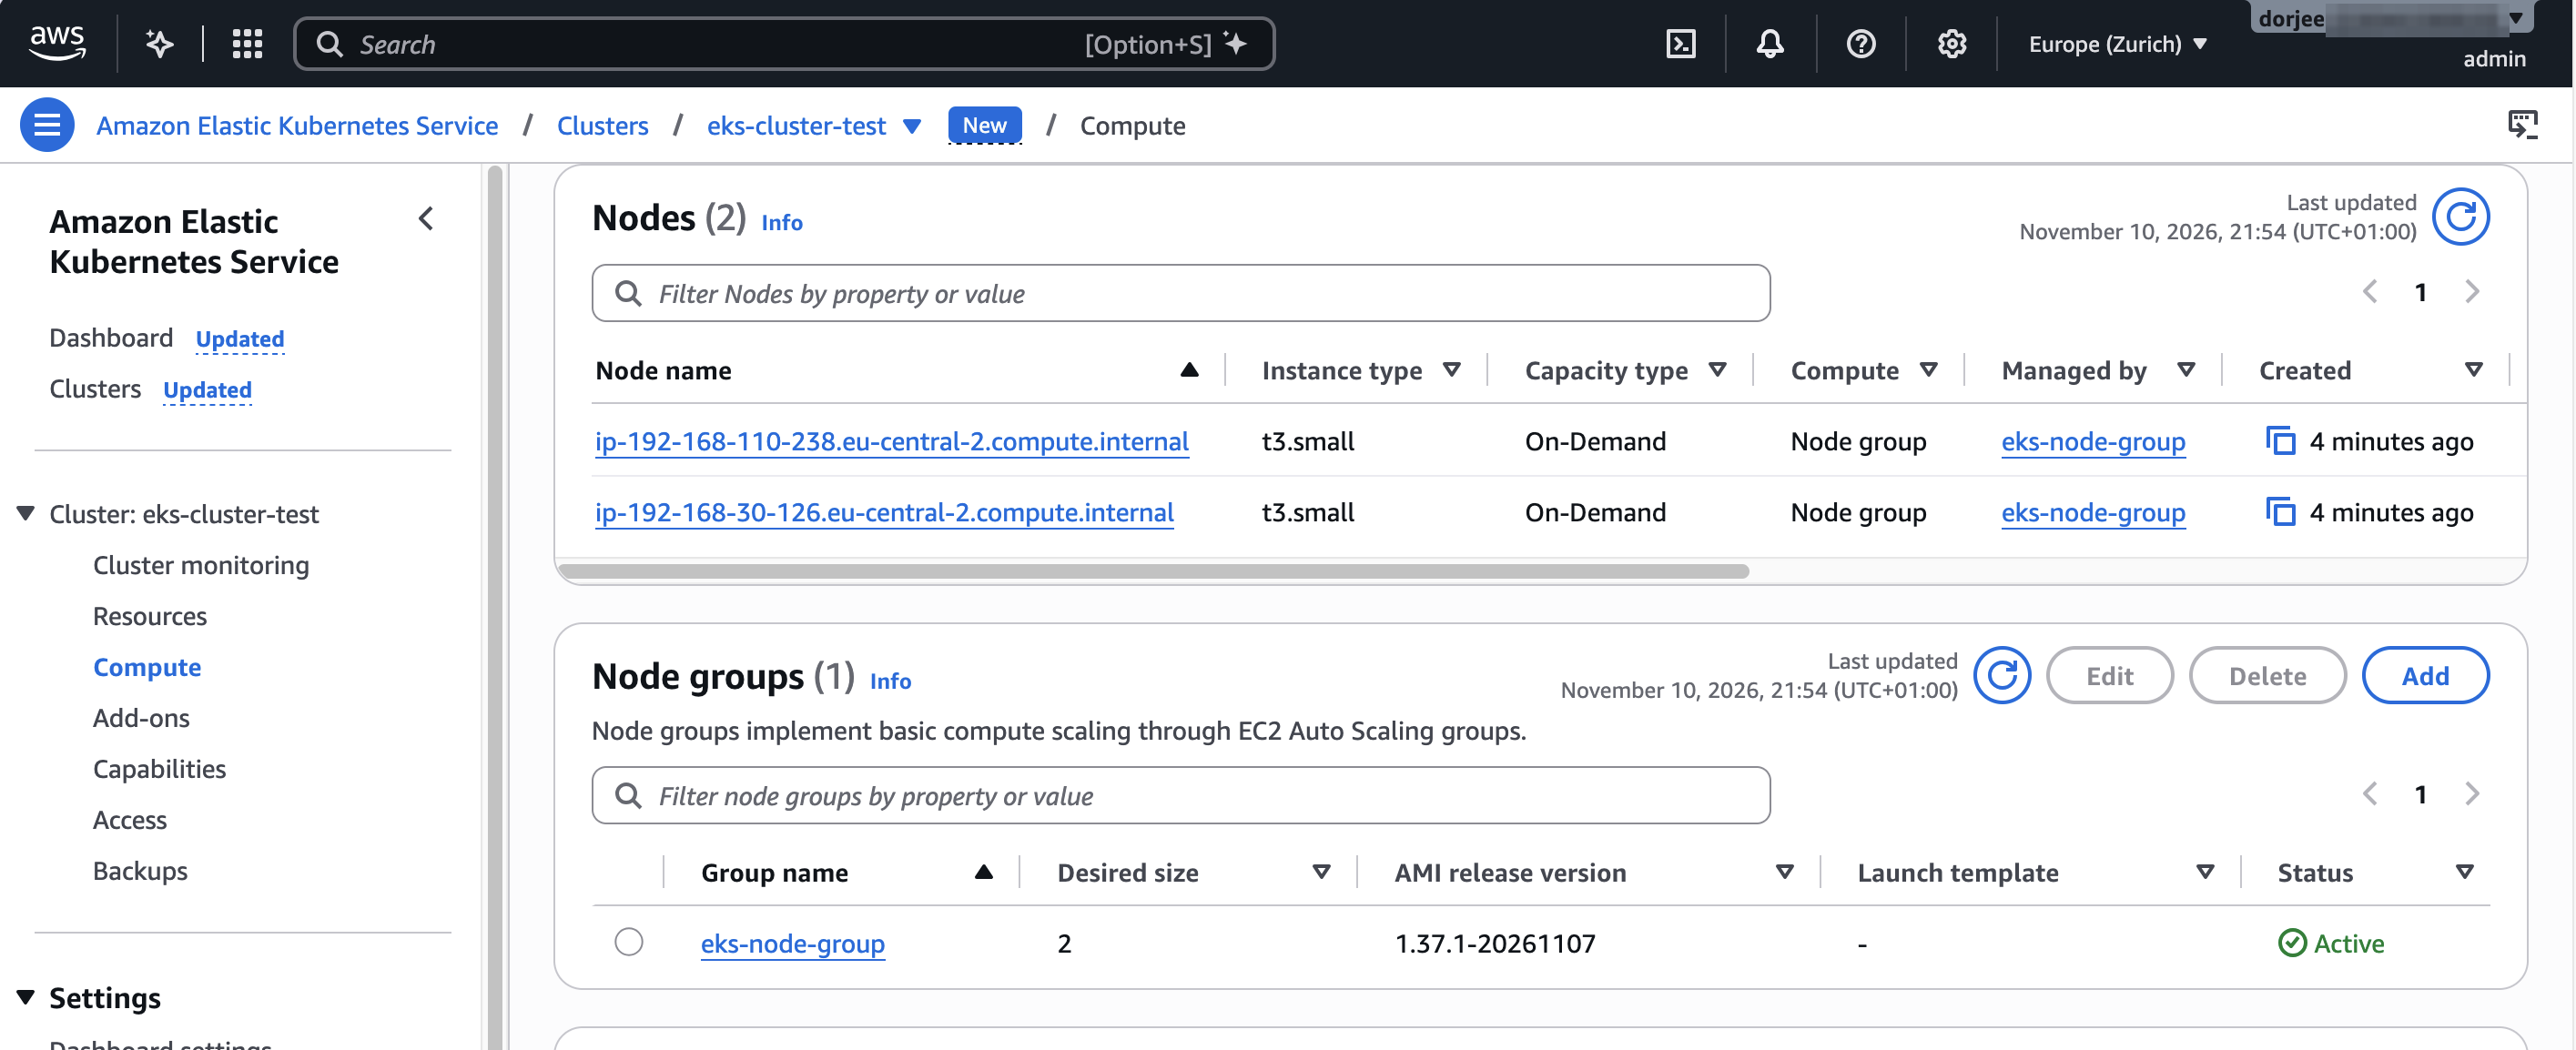 aws
Search [Option+S]
Europe (Zurich)
dorjee
admin
Amazon Elastic Kubernetes Service / Clusters / eks-cluster-test New / Compute
Amazon Elastic
Kubernetes Service
Dashboard Updated
Clusters Updated
Cluster: eks-cluster-test
Cluster monitoring
Resources
Compute
Add-ons
Capabilities
Access
Backups
Settings
Dashboard settings
Nodes (2) Info
Last updated
November 10, 2026, 21:54 (UTC+01:00)
Filter Nodes by property or value
1
Node name Instance type Capacity type Compute Managed by Created
ip-192-168-110-238.eu-central-2.compute.internal t3.small On-Demand Node group eks-node-group 4 minutes ago
ip-192-168-30-126.eu-central-2.compute.internal t3.small On-Demand Node group eks-node-group 4 minutes ago
Node groups (1) Info
Last updated
November 10, 2026, 21:54 (UTC+01:00)
Edit Delete Add
Node groups implement basic compute scaling through EC2 Auto Scaling groups.
Filter node groups by property or value
1
Group name Desired size AMI release version Launch template Status
eks-node-group 2 1.37.1-20261107 - Active